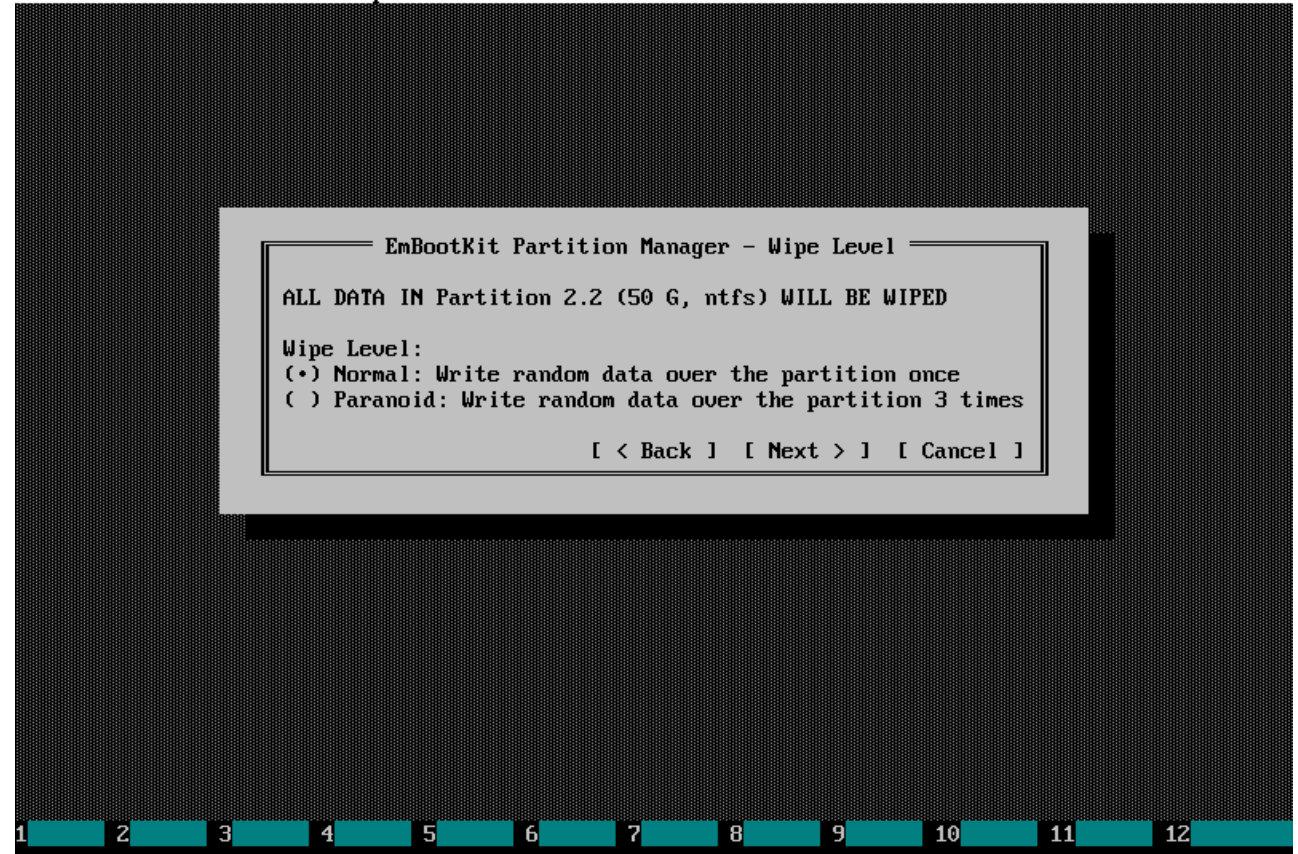 EmBootKit Partition Manager - Wipe Level
ALL DATA IN Partition 2.2 (50 G, ntfs) WILL BE WIPED
Wipe Level:
(•) Normal: Write random data over the partition once
( ) Paranoid: Write random data over the partition 3 times
[ < Back ] [ Next > ] [ Cancel ]
1 2 3 4 5 6 7 8 9 10 11 12